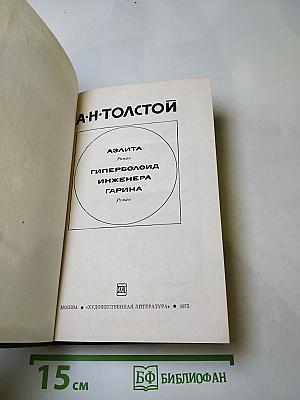 А·Н·ТОЛСТОЙ
АЭЛИТА
Роман
ГИПЕРБОЛОИД
ИНЖЕНЕРА
ГАРИНА
Роман
МОСКВА • «ХУДОЖЕСТВЕННАЯ ЛИТЕРАТУРА» • 1975
15 см
БФ БИБЛИОФАН